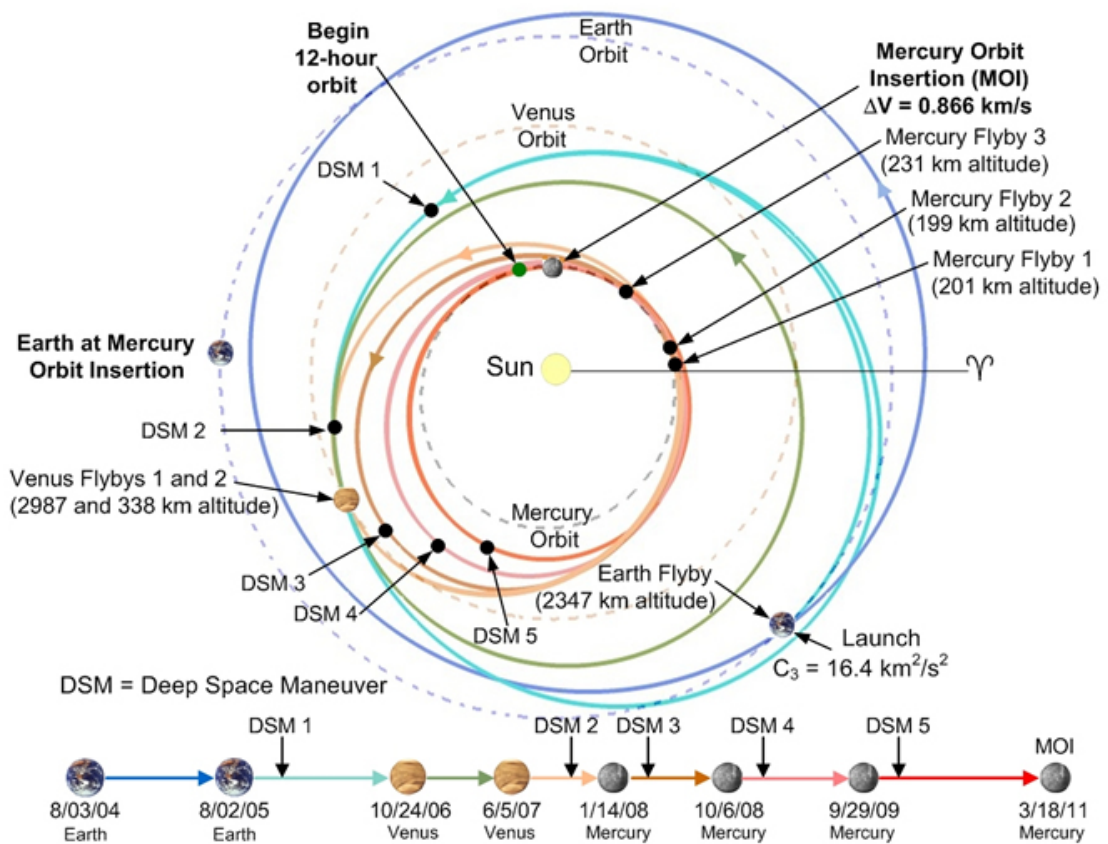 Begin
12-hour
orbit
Earth
Orbit
Mercury Orbit
Insertion (MOI)
ΔV = 0.866 km/s
Venus
Orbit
Mercury Flyby 3
(231 km altitude)
DSM 1
Mercury Flyby 2
(199 km altitude)
Mercury Flyby 1
(201 km altitude)
Earth at Mercury
Orbit Insertion
Sun
♈
DSM 2
Venus Flybys 1 and 2
(2987 and 338 km altitude)
Mercury
Orbit
DSM 3
DSM 4
DSM 5
Earth Flyby
(2347 km altitude)
Launch
C₃ = 16.4 km²/s²
DSM = Deep Space Maneuver
DSM 1
DSM 2
DSM 3
DSM 4
DSM 5
MOI
8/03/04
Earth
8/02/05
Earth
10/24/06
Venus
6/5/07
Venus
1/14/08
Mercury
10/6/08
Mercury
9/29/09
Mercury
3/18/11
Mercury